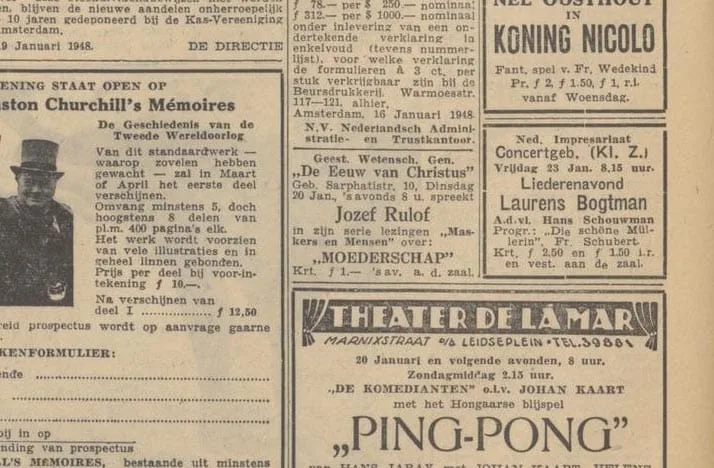 blijven de nieuwe aandelen onherroepelijk
10 jaren gedeponeerd bij de Kas-Vereeniging
msterdam.
9 Januari 1948. DE DIRECTIE
ENING STAAT OPEN OP
ston Churchill's Mémoires
De Geschiedenis van de
Tweede Wereldoorlog
Van dit standaardwerk —
waarop zovelen hebben
gewacht — zal in Maart
of April het eerste deel
verschijnen.
Omvang minstens 5, doch
hoogstens 8 delen van
pl.m. 400 pagina's elk.
Het werk wordt voorzien
van vele illustraties en in
geheel linnen gebonden.
Prijs per deel bij voor-in-
tekening ƒ 10.—.
Na verschijnen van
deel I ................ ƒ 12,50
reid prospectus wordt op aanvrage gaarne
KENFORMULIER:
ende
bij in op
nding van prospectus
LL'S MÉMOIRES, bestaande uit minstens
ƒ 78.— per $ 250.— nominaal
ƒ 312.— per $ 1000.— nominaal
onder inlevering van een on-
dertekende verklaring in
enkelvoud (tevens nummer-
lijst), voor welke verklaring
de formulieren à 3 ct. per
stuk verkrijgbaar zijn bij de
Beursdrukkerij, Warmoesstr.
117—121, alhier.
Amsterdam, 16 Januari 1948.
N.V. Nederlandsch Admini-
stratie- en Trustkantoor.
Geest. Wetensch. Gen.
„De Eeuw van Christus"
Geb. Sarphatistr. 10, Dinsdag
20 Jan., 's avonds 8 u. spreekt
Jozef Rulof
in zijn serie lezingen „Mas-
kers en Mensen" over:
„MOEDERSCHAP"
Krt. ƒ 1.— 's av. a. d. zaal.
NEL OOSTHOUT
IN
KONING NICOLO
Fant. spel v. Fr. Wedekind
Pr. ƒ 2, ƒ 1.50, ƒ 1, r.i.
vanaf Woensdag.
Ned. Impresariaat
Concertgeb. (Kl. Z.)
Vrijdag 23 Jan. 8.15 uur.
Liederenavond
Laurens Bogtman
A.d.vl. Hans Schouwman
Progr.: „Die schöne Mül-
lerin", Fr. Schubert
Krt. ƒ 2.50 en ƒ 1.50 i.r.
en vest. aan de zaal.
THEATER DE LA MAR
MARNIXSTRAAT o/b LEIDSEPLEIN • TEL. 39881
20 Januari en volgende avonden, 8 uur.
Zondagmiddag 2.15 uur.
„DE KOMEDIANTEN" o.l.v. JOHAN KAART
met het Hongaarse blijspel
„PING-PONG"
van HANS JARAY met JOHAN KAART